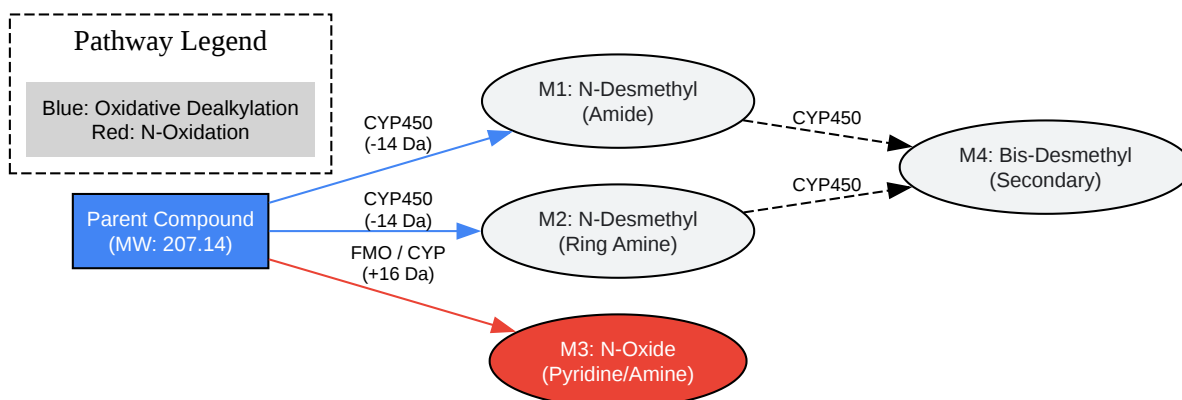 Pathway Legend
Blue: Oxidative Dealkylation
Red: N-Oxidation
Parent Compound
(MW: 207.14)
CYP450
(-14 Da)
CYP450
(-14 Da)
FMO / CYP
(+16 Da)
M1: N-Desmethyl
(Amide)
M2: N-Desmethyl
(Ring Amine)
M3: N-Oxide
(Pyridine/Amine)
CYP450
CYP450
M4: Bis-Desmethyl
(Secondary)